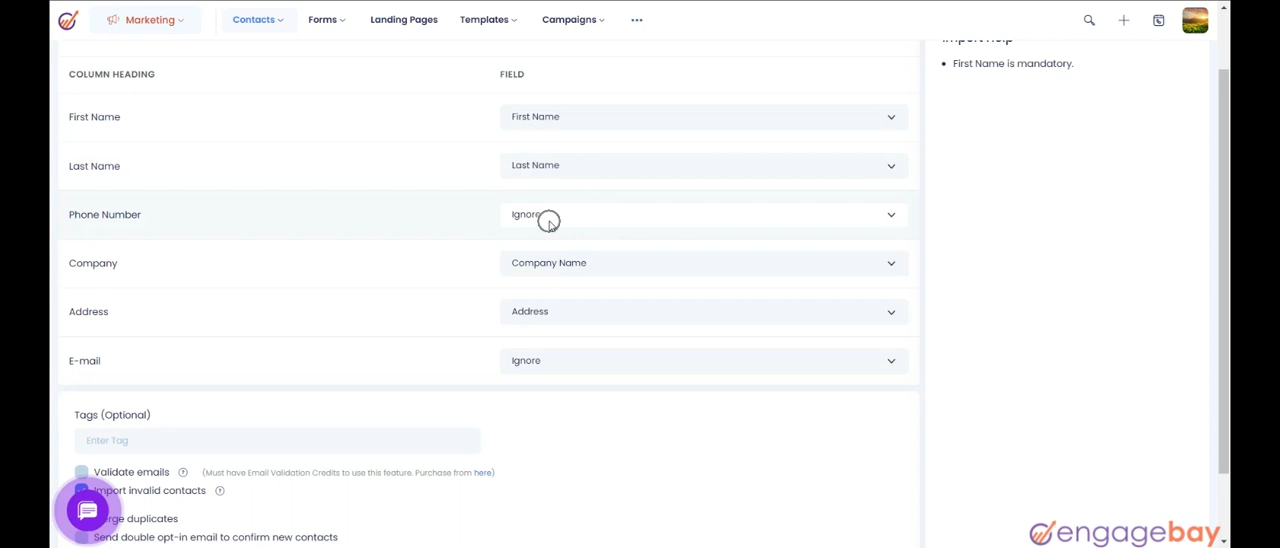 Marketing
Contacts
Forms
Landing Pages
Templates
Campaigns
Import Help
First Name is mandatory.
COLUMN HEADING
FIELD
First Name
First Name
Last Name
Last Name
Phone Number
Ignore
Company
Company Name
Address
Address
E-mail
Ignore
Tags (Optional)
Enter Tag
Validate emails
(Must have Email Validation Credits to use this feature. Purchase from here)
Import invalid contacts
duplicates
Send double opt-in email to confirm new contacts
engagebay